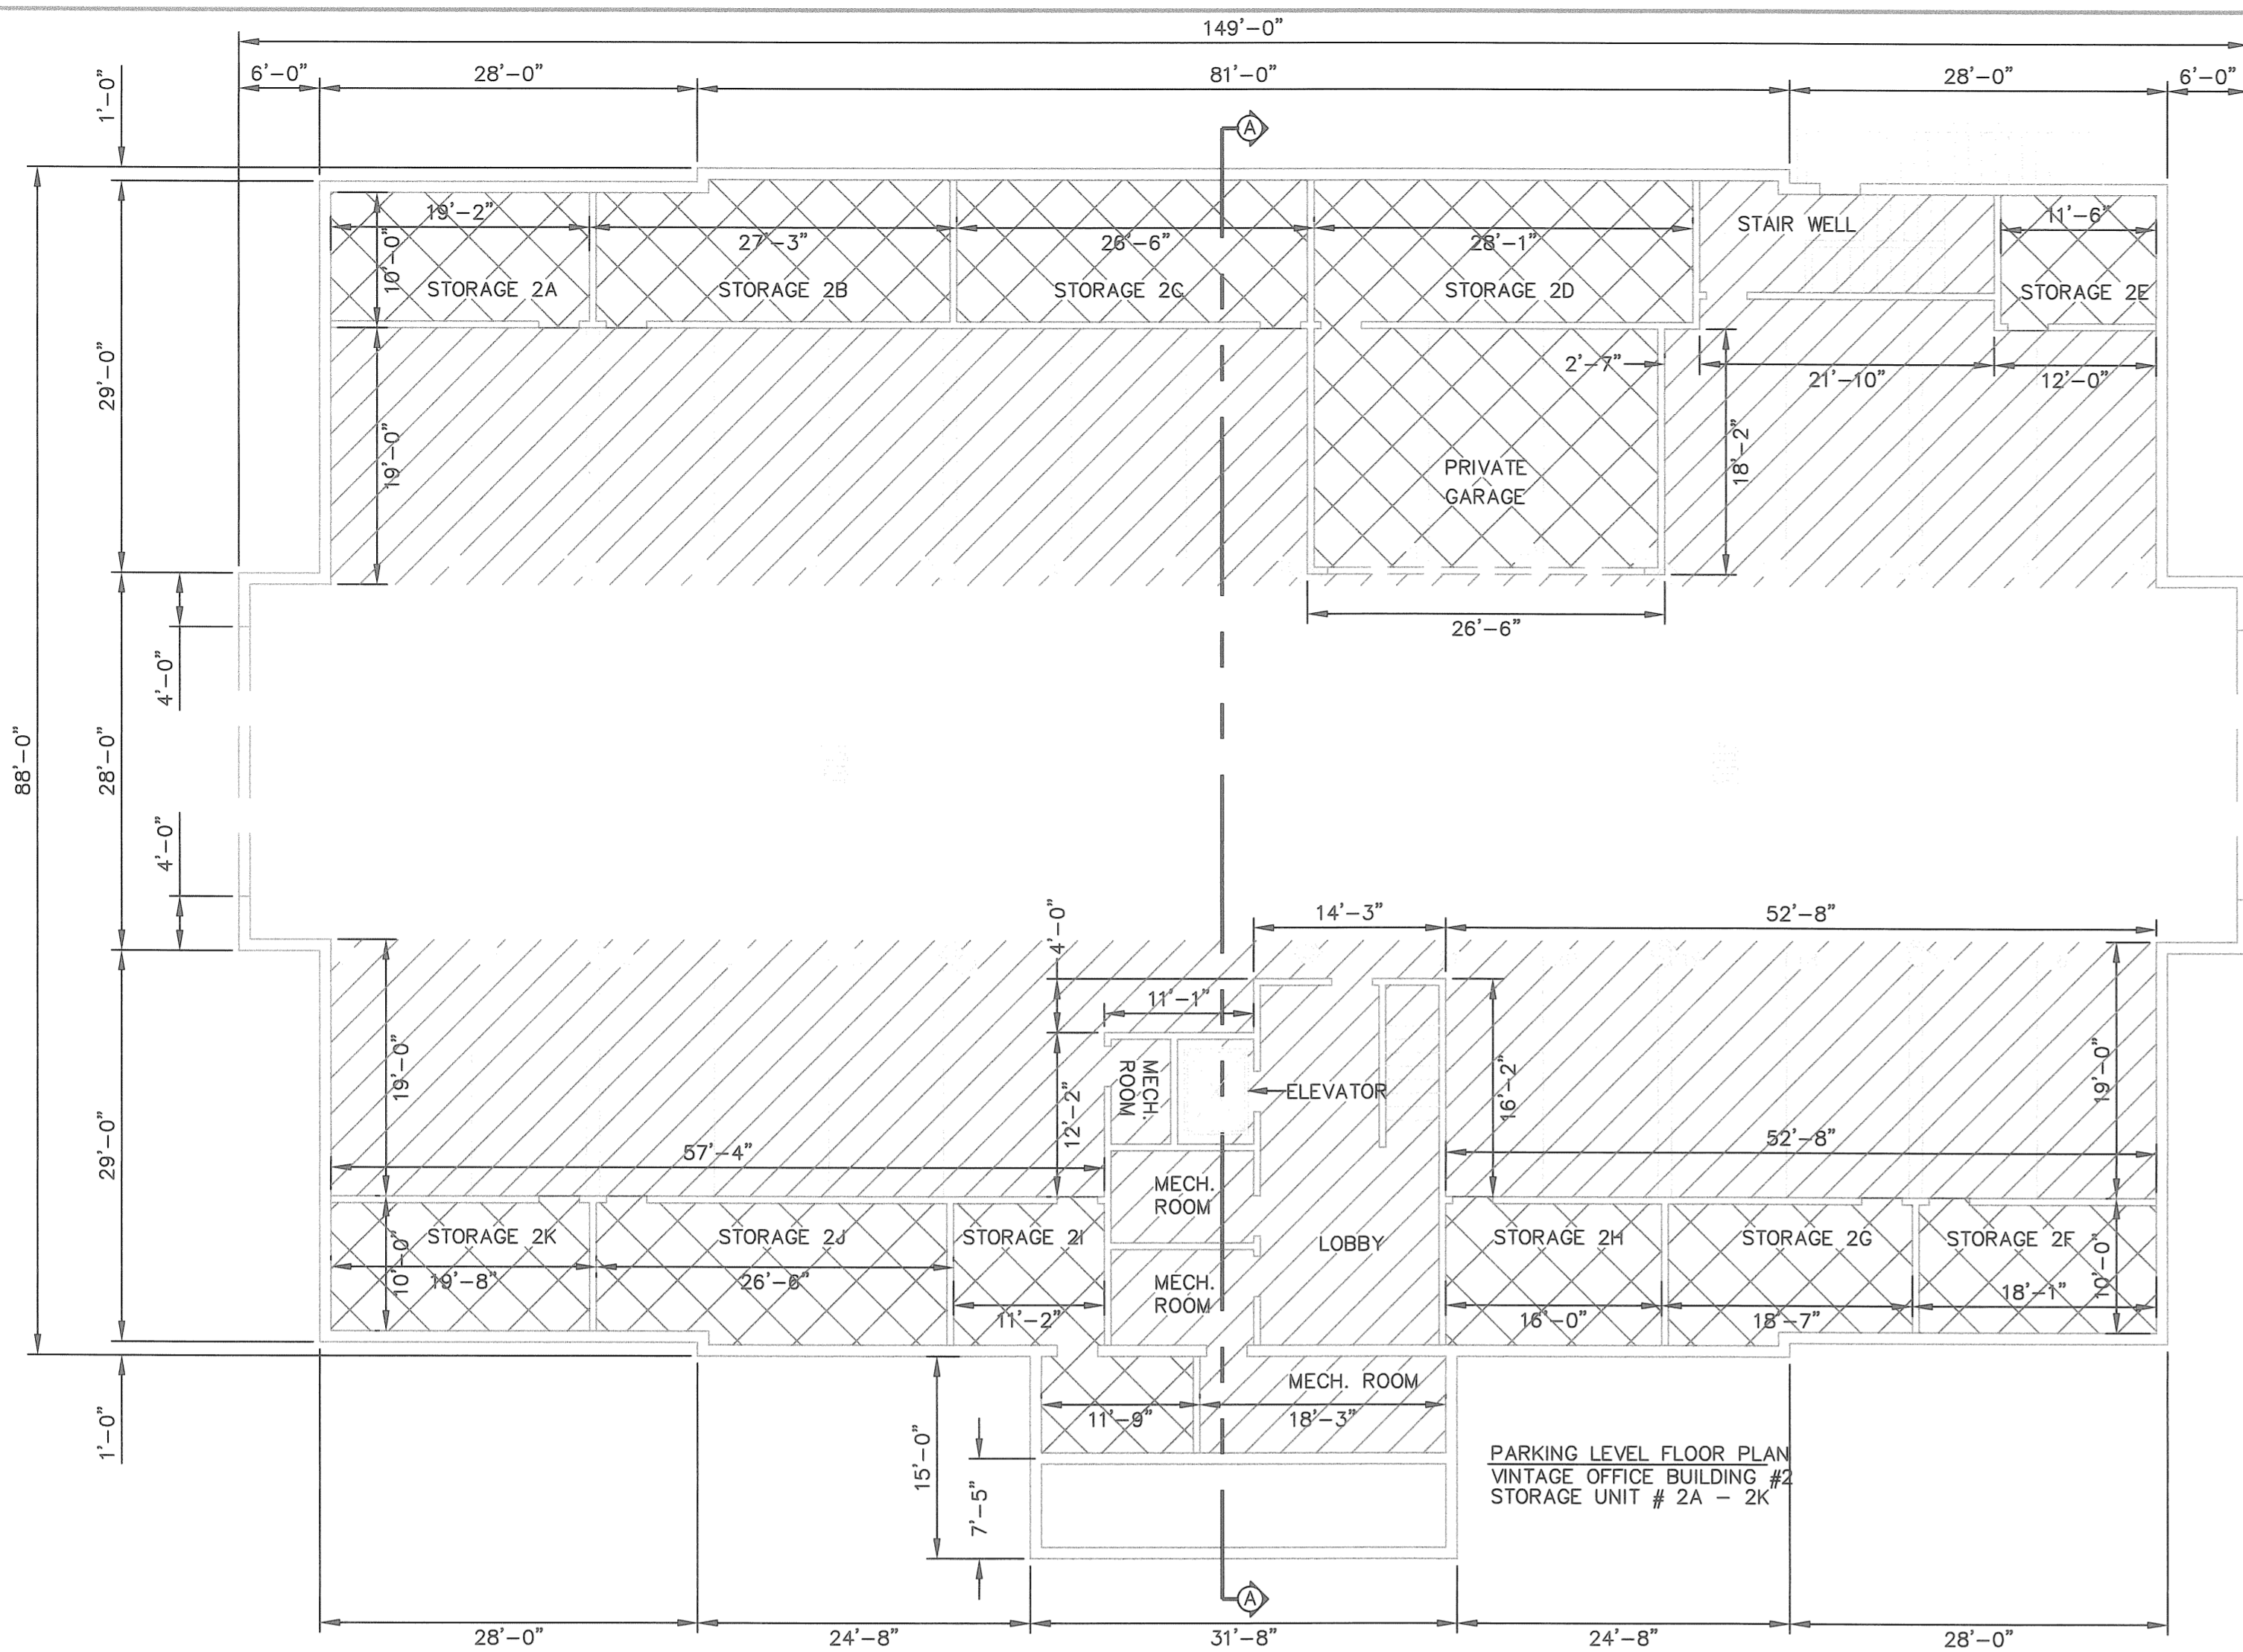 149'-0"
6'-0"
28'-0"
81'-0"
28'-0"
6'-0"
1'-0"
A
19'-2"
27'-3"
26'-6"
28'-1"
STAIR WELL
11'-6"
10'-0"
STORAGE 2A
STORAGE 2B
STORAGE 2C
STORAGE 2D
STORAGE 2E
29'-0"
2'-7"
21'-10"
12'-0"
19'-0"
18'-2"
PRIVATE
GARAGE
26'-6"
4'-0"
88'-0"
28'-0"
4'-0"
14'-3"
52'-8"
4'-0"
11'-1"
19'-0"
MECH.
ROOM
ELEVATOR
16'-2"
19'-0"
12'-2"
29'-0"
57'-4"
52'-8"
MECH.
ROOM
STORAGE 2K
STORAGE 2J
STORAGE 2I
LOBBY
STORAGE 2H
STORAGE 2G
STORAGE 2F
10'-0"
19'-8"
26'-6"
MECH.
ROOM
11'-2"
16'-0"
18'-7"
18'-1"
10'-0"
MECH. ROOM
1'-0"
11'-9"
18'-3"
15'-0"
7'-5"
PARKING LEVEL FLOOR PLAN
VINTAGE OFFICE BUILDING #2
STORAGE UNIT # 2A - 2K
A
28'-0"
24'-8"
31'-8"
24'-8"
28'-0"